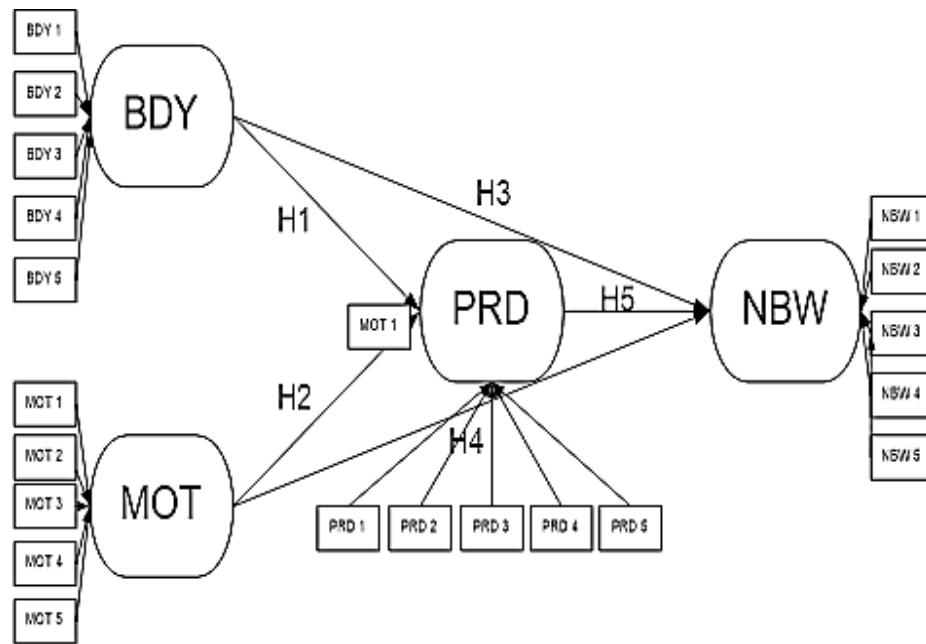 BDY 1
BDY 2
BDY 3
BDY 4
BDY 5
BDY
H1
H3
MOT 1
PRD
H5
NBW
NBW 1
NBW 2
NBW 3
NBW 4
NBW 5
MOT 1
MOT 2
MOT 3
MOT 4
MOT 5
MOT
H2
H4
PRD 1
PRD 2
PRD 3
PRD 4
PRD 5